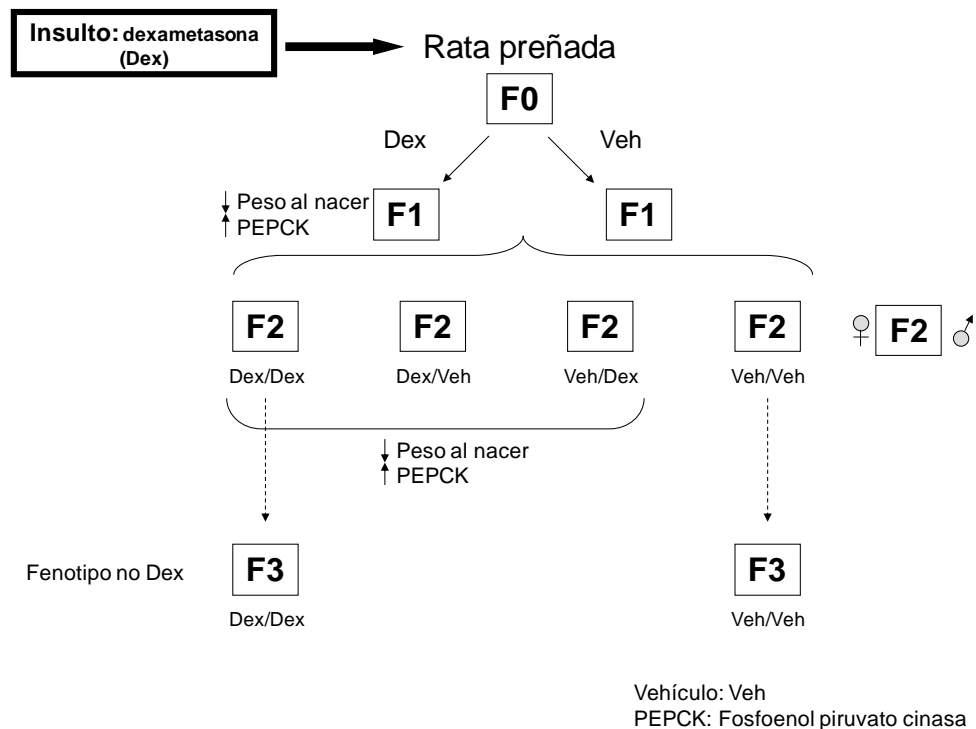 Insulto: dexametasona
(Dex)
Rata preñada
F0
Dex
Veh
Peso al nacer
PEPCK
F1
F1
F2
F2
F2
F2
♀ F2 ♂
Dex/Dex
Dex/Veh
Veh/Dex
Veh/Veh
Peso al nacer
PEPCK
Fenotipo no Dex
F3
F3
Dex/Dex
Veh/Veh
Vehículo: Veh
PEPCK: Fosfoenol piruvato cinasa